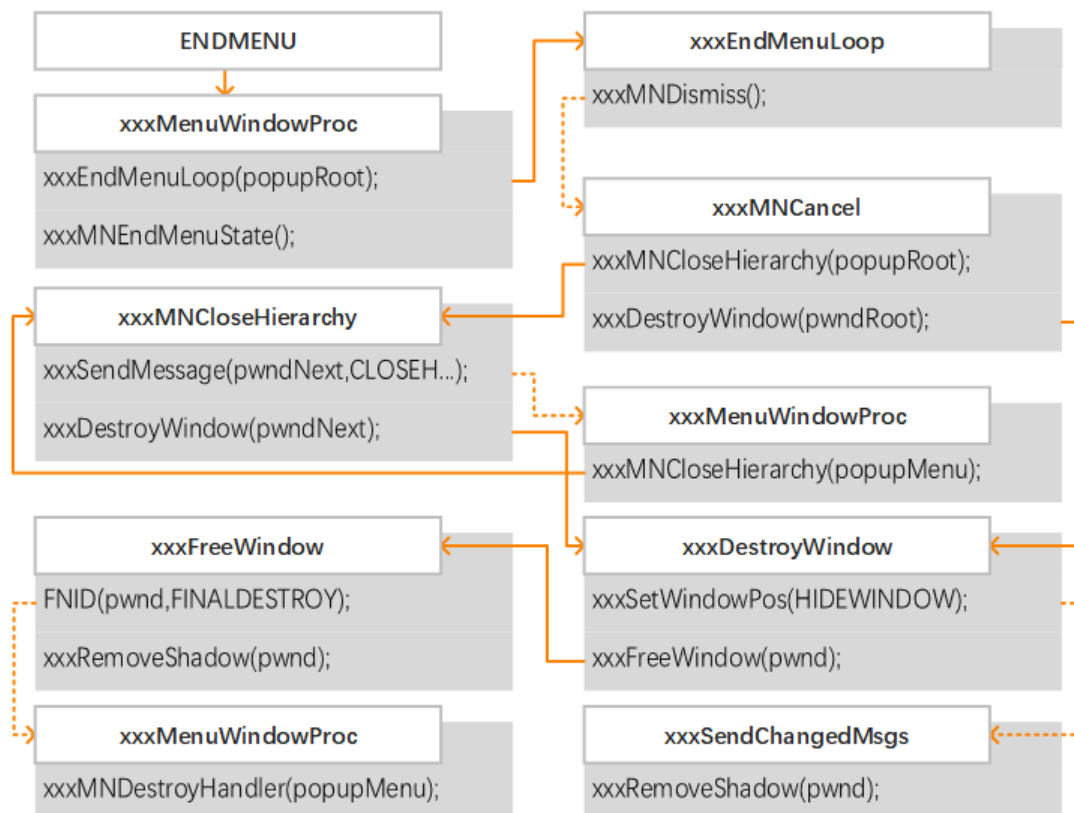 ENDMENU
xxxMenuWindowProc
xxxEndMenuLoop(popupRoot);
xxxMNEndMenuState();
xxxEndMenuLoop
xxxMNDismiss();
xxxMNCancel
xxxMNCloseHierarchy(popupRoot);
xxxDestroyWindow(pwndRoot);
xxxMNCloseHierarchy
xxxSendMessage(pwndNext,CLOSEH...);
xxxDestroyWindow(pwndNext);
xxxMenuWindowProc
xxxMNCloseHierarchy(popupMenu);
xxxFreeWindow
FNID(pwnd,FINALDESTROY);
xxxRemoveShadow(pwnd);
xxxDestroyWindow
xxxSetWindowPos(HIDEWINDOW);
xxxFreeWindow(pwnd);
xxxMenuWindowProc
xxxMNDestroyHandler(popupMenu);
xxxSendChangedMsgs
xxxRemoveShadow(pwnd);